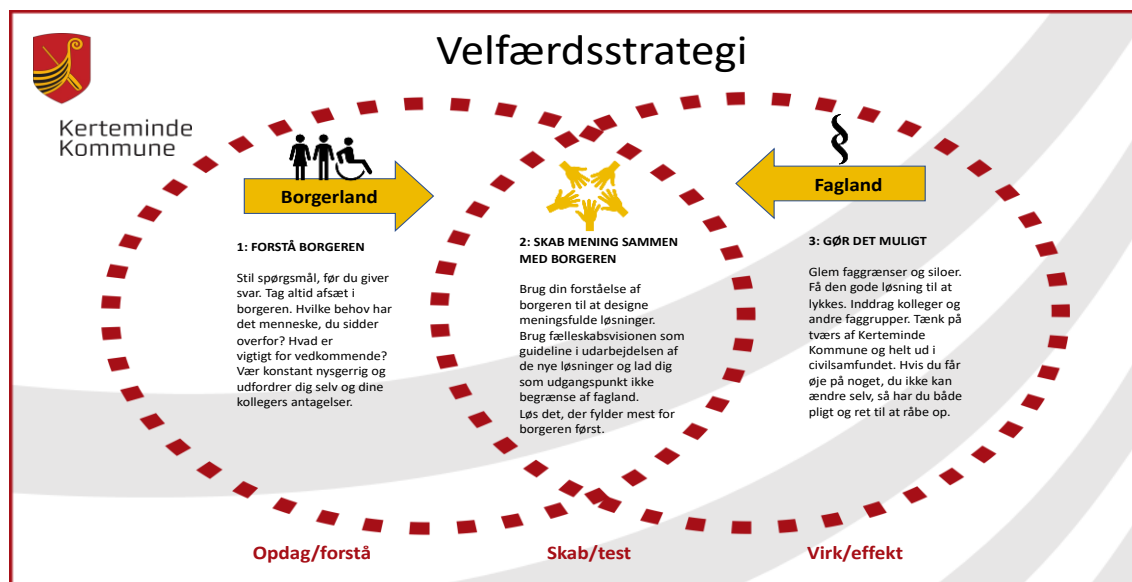 Velfærdsstrategi
Kerteminde
Kommune
Borgerland
Fagland
1: FORSTÅ BORGEREN
Stil spørgsmål, før du giver
svar. Tag altid afsæt i
borgeren. Hvilke behov har
det menneske, du sidder
overfor? Hvad er
vigtigt for vedkommende?
Vær konstant nysgerrig og
udfordrer dig selv og dine
kollegers antagelser.
2: SKAB MENING SAMMEN
MED BORGEREN
Brug din forståelse af
borgeren til at designe
meningsfulde løsninger.
Brug fælleskabsvisionen som
guideline i udarbejdelsen af
de nye løsninger og lad dig
som udgangspunkt ikke
begrænse af fagland.
Løs det, der fylder mest for
borgeren først.
3: GØR DET MULIGT
Glem faggrænser og siloer.
Få den gode løsning til at
lykkes. Inddrag kolleger og
andre faggrupper. Tænk på
tværs af Kerteminde
Kommune og helt ud i
civilsamfundet. Hvis du får
øje på noget, du ikke kan
ændre selv, så har du både
pligt og ret til at råbe op.
Opdag/forstå
Skab/test
Virk/effekt